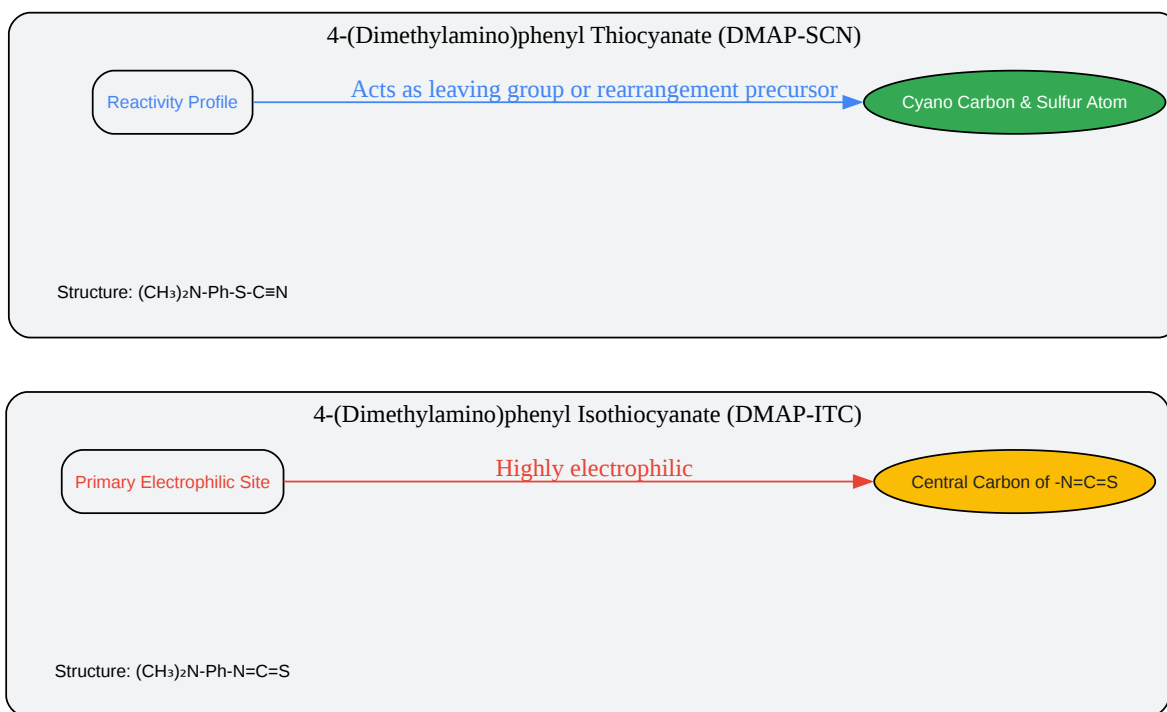 4-(Dimethylamino)phenyl Thiocyanate (DMAP-SCN)
Reactivity Profile
Acts as leaving group or rearrangement precursor
Cyano Carbon & Sulfur Atom
Structure: (CH₃)₂N-Ph-S-C≡N
4-(Dimethylamino)phenyl Isothiocyanate (DMAP-ITC)
Primary Electrophilic Site
Highly electrophilic
Central Carbon of -N=C=S
Structure: (CH₃)₂N-Ph-N=C=S